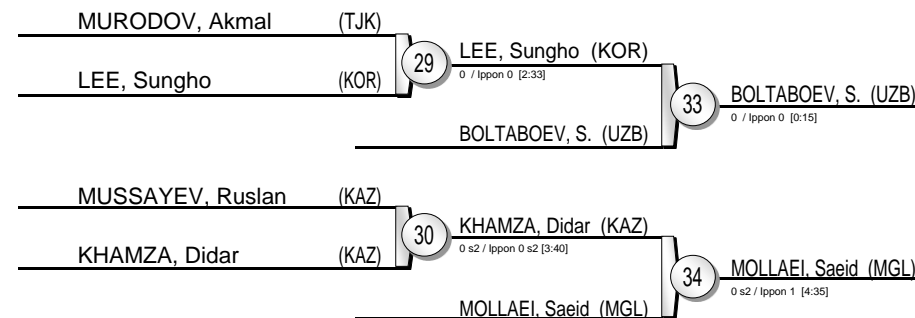 MURODOV, Akmal (TJK)
29
LEE, Sungho (KOR)
0 / Ippon 0 [2:33]
LEE, Sungho (KOR)
33
BOLTABOEV, S. (UZB)
0 / Ippon 0 [0:15]
BOLTABOEV, S. (UZB)
MUSSAYEV, Ruslan (KAZ)
30
KHAMZA, Didar (KAZ)
0 s2 / Ippon 0 s2 [3:40]
KHAMZA, Didar (KAZ)
34
MOLLAEI, Saeid (MGL)
0 s2 / Ippon 1 [4:35]
MOLLAEI, Saeid (MGL)